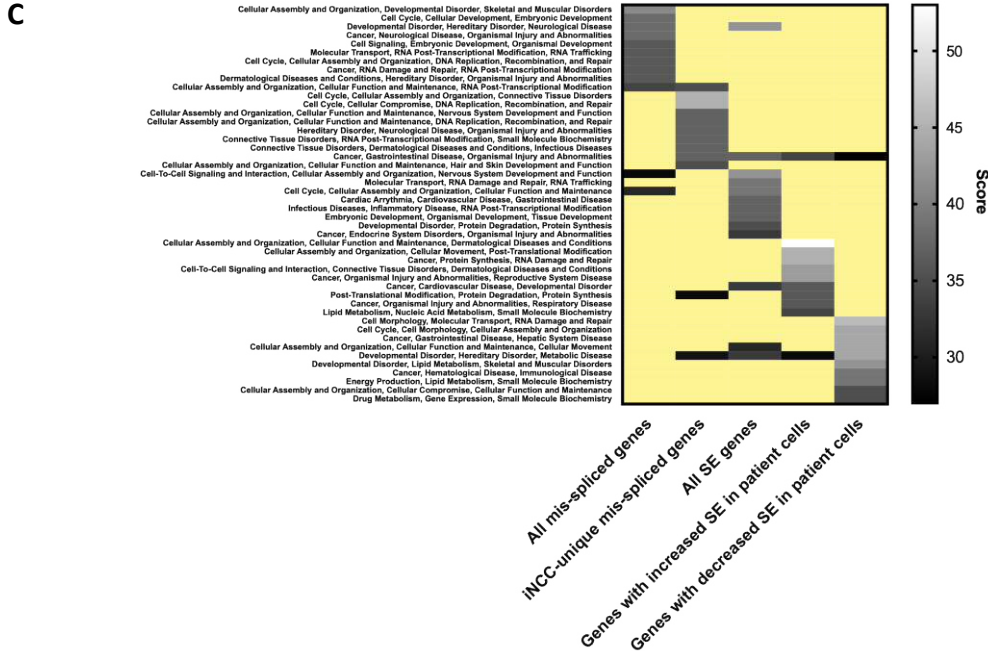 C
Cellular Assembly and Organization, Developmental Disorder, Skeletal and Muscular Disorders
Cell Cycle, Cellular Development, Embryonic Development
Developmental Disorder, Hereditary Disorder, Neurological Disease
Cancer, Neurological Disease, Organismal Injury and Abnormalities
Cell Signaling, Embryonic Development, Organismal Development
Molecular Transport, RNA Post-Transcriptional Modification, RNA Trafficking
Cell Cycle, Cellular Assembly and Organization, DNA Replication, Recombination, and Repair
Cancer, RNA Damage and Repair, RNA Post-Transcriptional Modification
Dermatological Diseases and Conditions, Hereditary Disorder, Organismal Injury and Abnormalities
Cellular Assembly and Organization, Cellular Function and Maintenance, RNA Post-Transcriptional Modification
Cell Cycle, Cellular Assembly and Organization, Connective Tissue Disorders
Cell Cycle, Cellular Compromise, DNA Replication, Recombination, and Repair
Cellular Assembly and Organization, Cellular Function and Maintenance, Nervous System Development and Function
Cellular Assembly and Organization, Cellular Function and Maintenance, DNA Replication, Recombination, and Repair
Hereditary Disorder, Neurological Disease, Organismal Injury and Abnormalities
Connective Tissue Disorders, RNA Post-Transcriptional Modification, Small Molecule Biochemistry
Connective Tissue Disorders, Dermatological Diseases and Conditions, Infectious Diseases
Cancer, Gastrointestinal Disease, Organismal Injury and Abnormalities
Cellular Assembly and Organization, Cellular Function and Maintenance, Hair and Skin Development and Function
Cell-To-Cell Signaling and Interaction, Cellular Assembly and Organization, Nervous System Development and Function
Molecular Transport, RNA Damage and Repair, RNA Trafficking
Cell Cycle, Cellular Assembly and Organization, Cellular Function and Maintenance
Cardiac Arrythmia, Cardiovascular Disease, Gastrointestinal Disease
Infectious Diseases, Inflammatory Disease, RNA Post-Transcriptional Modification
Embryonic Development, Organismal Development, Tissue Development
Developmental Disorder, Protein Degradation, Protein Synthesis
Cancer, Endocrine System Disorders, Organismal Injury and Abnormalities
Cellular Assembly and Organization, Cellular Function and Maintenance, Dermatological Diseases and Conditions
Cellular Assembly and Organization, Cellular Movement, Post-Translational Modification
Cancer, Protein Synthesis, RNA Damage and Repair
Cell-To-Cell Signaling and Interaction, Connective Tissue Disorders, Dermatological Diseases and Conditions
Cancer, Organismal Injury and Abnormalities, Reproductive System Disease
Cancer, Cardiovascular Disease, Developmental Disorder
Post-Translational Modification, Protein Degradation, Protein Synthesis
Cancer, Organismal Injury and Abnormalities, Respiratory Disease
Lipid Metabolism, Nucleic Acid Metabolism, Small Molecule Biochemistry
Cell Morphology, Molecular Transport, RNA Damage and Repair
Cell Cycle, Cell Morphology, Cellular Assembly and Organization
Cancer, Gastrointestinal Disease, Hepatic System Disease
Cellular Assembly and Organization, Cellular Function and Maintenance, Cellular Movement
Developmental Disorder, Hereditary Disorder, Metabolic Disease
Developmental Disorder, Lipid Metabolism, Skeletal and Muscular Disorders
Cancer, Hematological Disease, Immunological Disease
Energy Production, Lipid Metabolism, Small Molecule Biochemistry
Cellular Assembly and Organization, Cellular Compromise, Cellular Function and Maintenance
Drug Metabolism, Gene Expression, Small Molecule Biochemistry
All mis-spliced genes
iNCC-unique mis-spliced genes
All SE genes
Genes with increased SE in patient cells
Genes with decreased SE in patient cells
50
45
40
35
30
Score